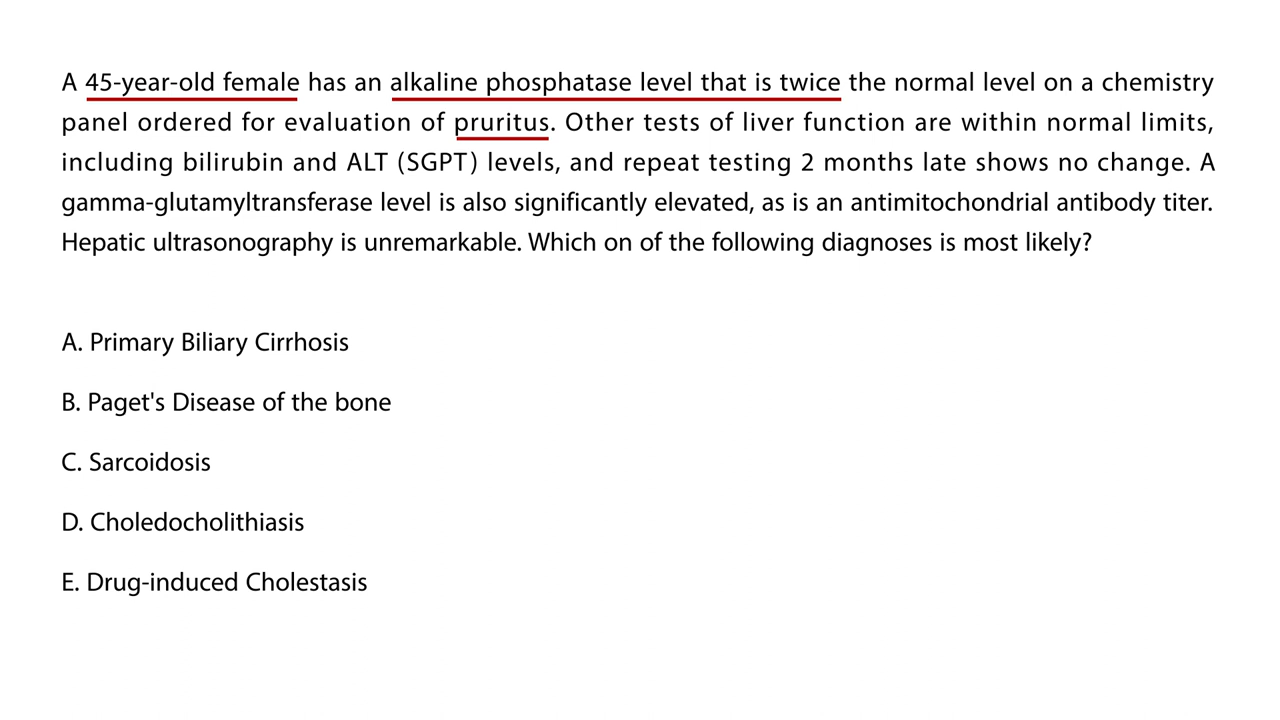 A 45-year-old female has an alkaline phosphatase level that is twice the normal level on a chemistry
panel ordered for evaluation of pruritus. Other tests of liver function are within normal limits,
including bilirubin and ALT (SGPT) levels, and repeat testing 2 months late shows no change. A
gamma-glutamyltransferase level is also significantly elevated, as is an antimitochondrial antibody titer.
Hepatic ultrasonography is unremarkable. Which on of the following diagnoses is most likely?
A. Primary Biliary Cirrhosis
B. Paget's Disease of the bone
C. Sarcoidosis
D. Choledocholithiasis
E. Drug-induced Cholestasis